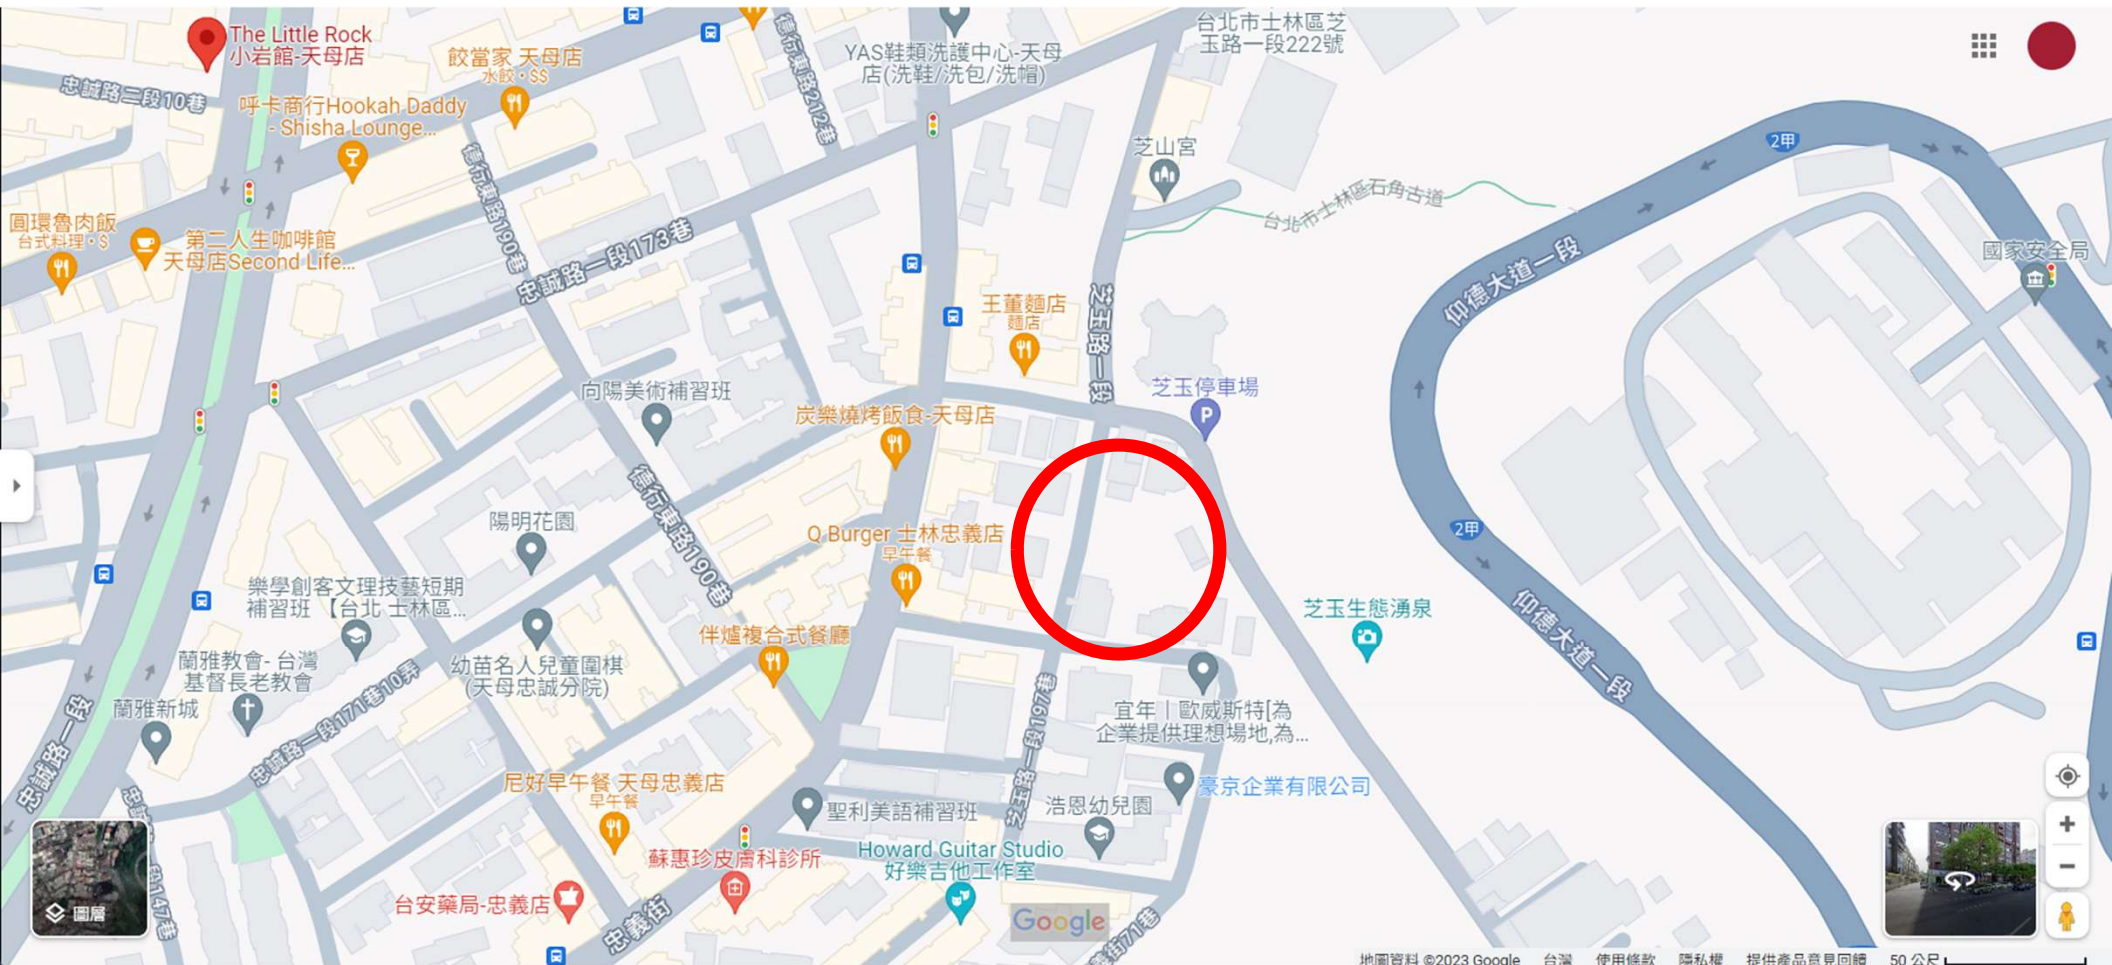 The Little Rock
小岩館-天母店
餃當家 天母店
水餃·$$
YAS鞋類洗護中心-天母
店(洗鞋/洗包/洗帽)
台北市士林區芝
玉路一段222號
忠誠路二段10巷
呼卡商行Hookah Daddy
- Shisha Lounge...
德行東路212巷
芝山宮
2甲
台北市士林區石角古道
圓環魯肉飯
台式料理·$
第二人生咖啡館
天母店Second Life...
德行東路190巷
忠誠路一段173巷
國家安全局
仰德大道一段
王董麵店
麵店
芝玉路一段
向陽美術補習班
炭樂燒烤飯食-天母店
芝玉停車場
P
陽明花園
德行東路190巷
Q Burger 士林忠義店
早午餐
2甲
樂學創客文理技藝短期
補習班 【台北 士林區...
伴爐複合式餐廳
芝玉生態湧泉
仰德大道一段
蘭雅教會- 台灣
基督長老教會
幼苗名人兒童圍棋
(天母忠誠分院)
蘭雅新城
忠誠路一段171巷10弄
宜年|歐威斯特[為
企業提供理想場地,為...
芝玉路一段197巷
忠誠路一段
尼好早午餐 天母忠義店
早午餐
聖利美語補習班
浩恩幼兒園
豪京企業有限公司
蘇惠珍皮膚科診所
Howard Guitar Studio
好樂吉他工作室
台安藥局-忠義店
忠義街
段147巷
義街71巷
圖層
Google
地圖資料 ©2023 Google
台灣
使用條款
隱私權
提供產品意見回饋
50 公尺